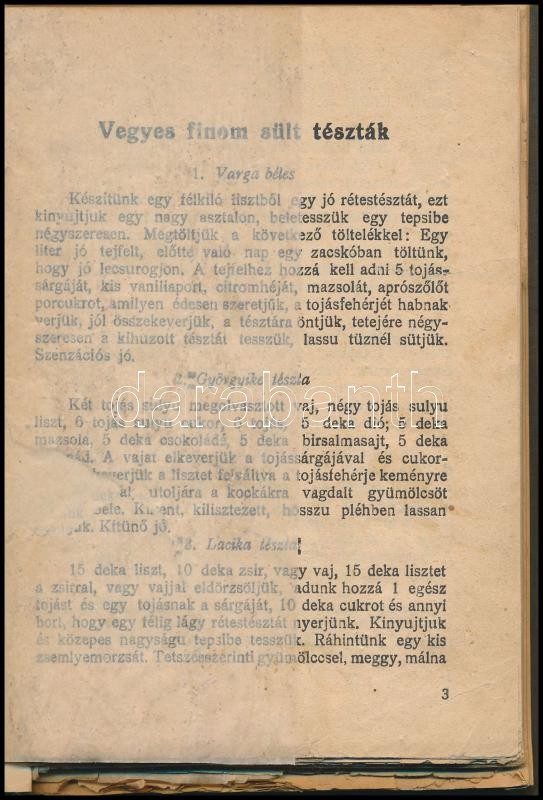 Vegyes finom sült tészták
1. Varga béles
Készitünk egy félkiló lisztből egy jó rétestésztát, ezt
kinyujtjuk egy nagy asztalon, beletesszük egy tepsibe
négyszeresen. Megtöltjük a következő töltelékkel: Egy
liter jó tejfelt, előtte való nap egy zacskóban töltünk,
hogy jól lecsurogjon. A tejfelhez hozzá kell adni 5 tojás-
sárgáját, kis vaniliaport, citromhéját, mazsolát, aprószőlőt
porcukrot, amilyen édesen szeretjük, a tojásfehérjét habnak
verjük, jól összekeverjük, a tésztára öntjük, tetejére négy-
szeresen a kihuzott tésztát tesszük, lassu tüznél sütjük.
Szenzációs jó.
Györgyike tészta
Két tojás sulyu megolvasztott vaj, négy tojás sulyu
liszt, 6 tojás sulyu cukor, 7 tojás, 5 deka dió; 5 deka
mazsola, 5 deka csokoládé, 5 deka birsalmasajt, 5 deka
A vajat elkeverjük a tojássárgájával és cukor-
a lisztet felváltva a tojásfehérje keményre
utoljára a kockákra vagdalt gyümölcsöt
bele. Kikent, kilisztezett, hosszu pléhben lassan
Kitünő jó.
3. Lacika tészta
15 deka liszt, 10 deka zsir, vagy vaj, 15 deka lisztet
a zsirral, vagy vajjal eldörzsöljük, adunk hozzá 1 egész
tojást és egy tojásnak a sárgáját, 10 deka cukrot és annyi
bort, hogy egy félig lágy rétestésztát nyerjünk. Kinyujtjuk
és közepes nagyságu tepsibe tesszük. Ráhintünk egy kis
zsemlyemorzsát. Tetszésszerinti gyümölccsel, meggy, málna
3
darabanth